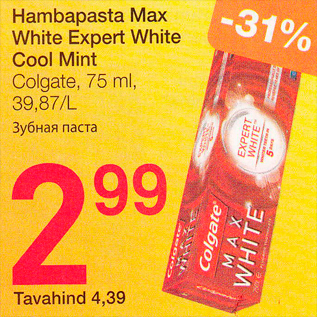 Hambapasta Max
White Expert White
Cool Mint
Colgate, 75 ml,
39,87/L
Зубная паста
-31%
2 99
Tavahind 4,39
EXPERT
WHITE
Colgate
MAX
WHITE
Colgate